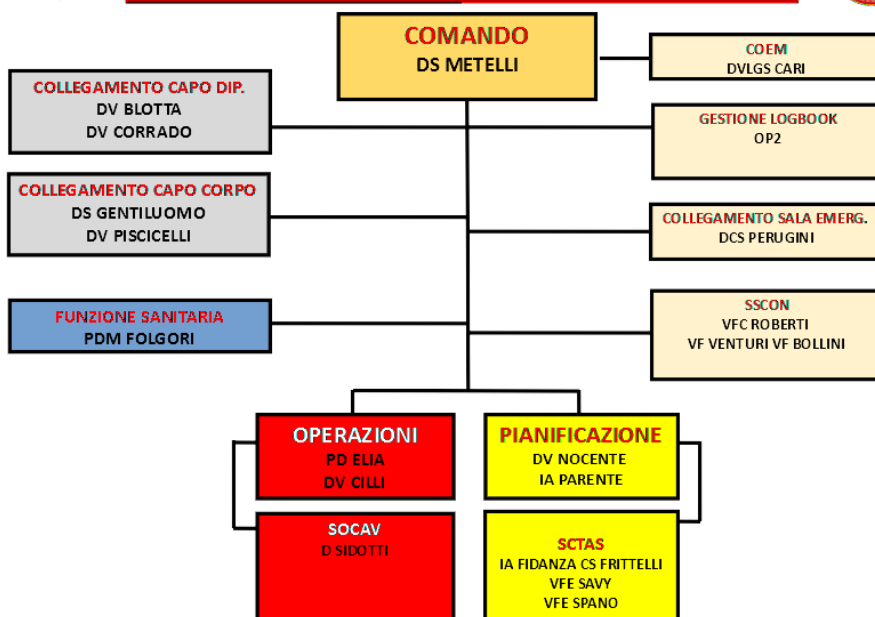 COMANDO
DS METELLI
COEM
DVLGS CARI
COLLEGAMENTO CAPO DIP.
DV BLOTTA
DV CORRADO
GESTIONE LOGBOOK
OP2
COLLEGAMENTO CAPO CORPO
DS GENTILUOMO
DV PISCICELLI
COLLEGAMENTO SALA EMERG.
DCS PERUGINI
FUNZIONE SANITARIA
PDM FOLGORI
SSCON
VFC ROBERTI
VF VENTURI VF BOLLINI
OPERAZIONI
PD ELIA
DV CILLI
PIANIFICAZIONE
DV NOCENTE
IA PARENTE
SOCAV
D SIDOTTI
SCTAS
IA FIDANZA CS FRITTELLI
VFE SAVY
VFE SPANO